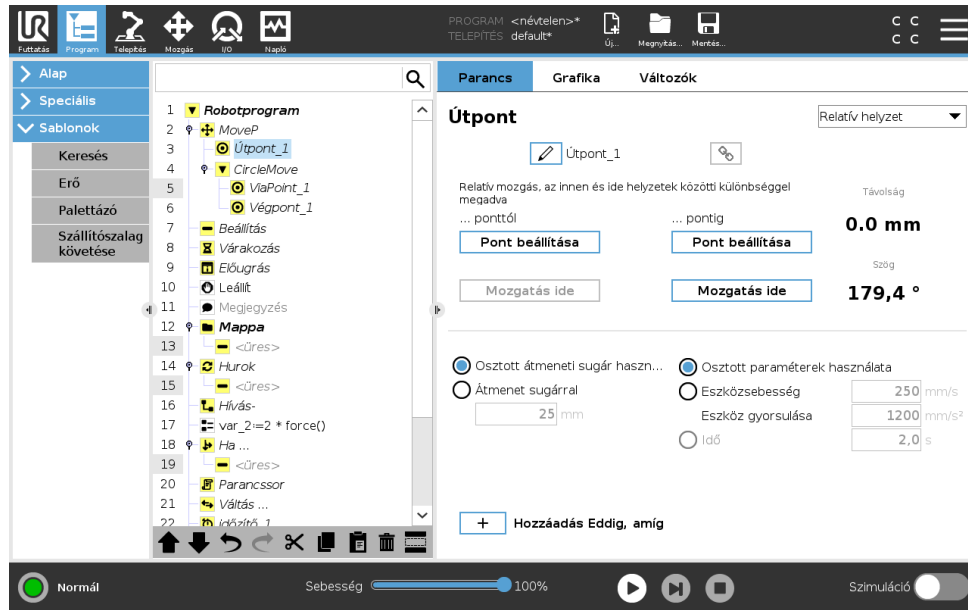 PROGRAM <névtelen>*
TELEPÍTÉS default*
Futtatás
Program
Telepítés
Mozgás
I/O
Napló
Új...
Megnyitás...
Mentés...
C C
C C
Alap
Speciális
Sablonok
Keresés
Erő
Palettázó
Szállítószalag
követése
1 Robotprogram
2 MoveP
3 Útpont_1
4 CircleMove
5 ViaPoint_1
6 Végpont_1
7 Beállítás
8 Várakozás
9 Előugrás
10 Leállít
11 Megjegyzés
12 Mappa
13 <üres>
14 Hurok
15 <üres>
16 Hívás-
17 var_2:=2 * force()
18 Ha ...
19 <üres>
20 Parancssor
21 Váltás ...
22 Időzítő_1
Parancs Grafika Változók
Útpont
Relatív helyzet
Útpont_1
Relatív mozgás, az innen és ide helyzetek közötti különbséggel
megadva
... ponttól
... pontig
Pont beállítása
Pont beállítása
Mozgatás ide
Mozgatás ide
Távolság
0.0 mm
Szög
179,4 °
Osztott átmeneti sugár haszn...
Átmenet sugárral
25 mm
Osztott paraméterek használata
Eszközsebesség 250 mm/s
Eszköz gyorsulása 1200 mm/s²
Idő 2,0 s
+ Hozzáadás Eddig, amíg
Normál
Sebesség 100%
Szimuláció